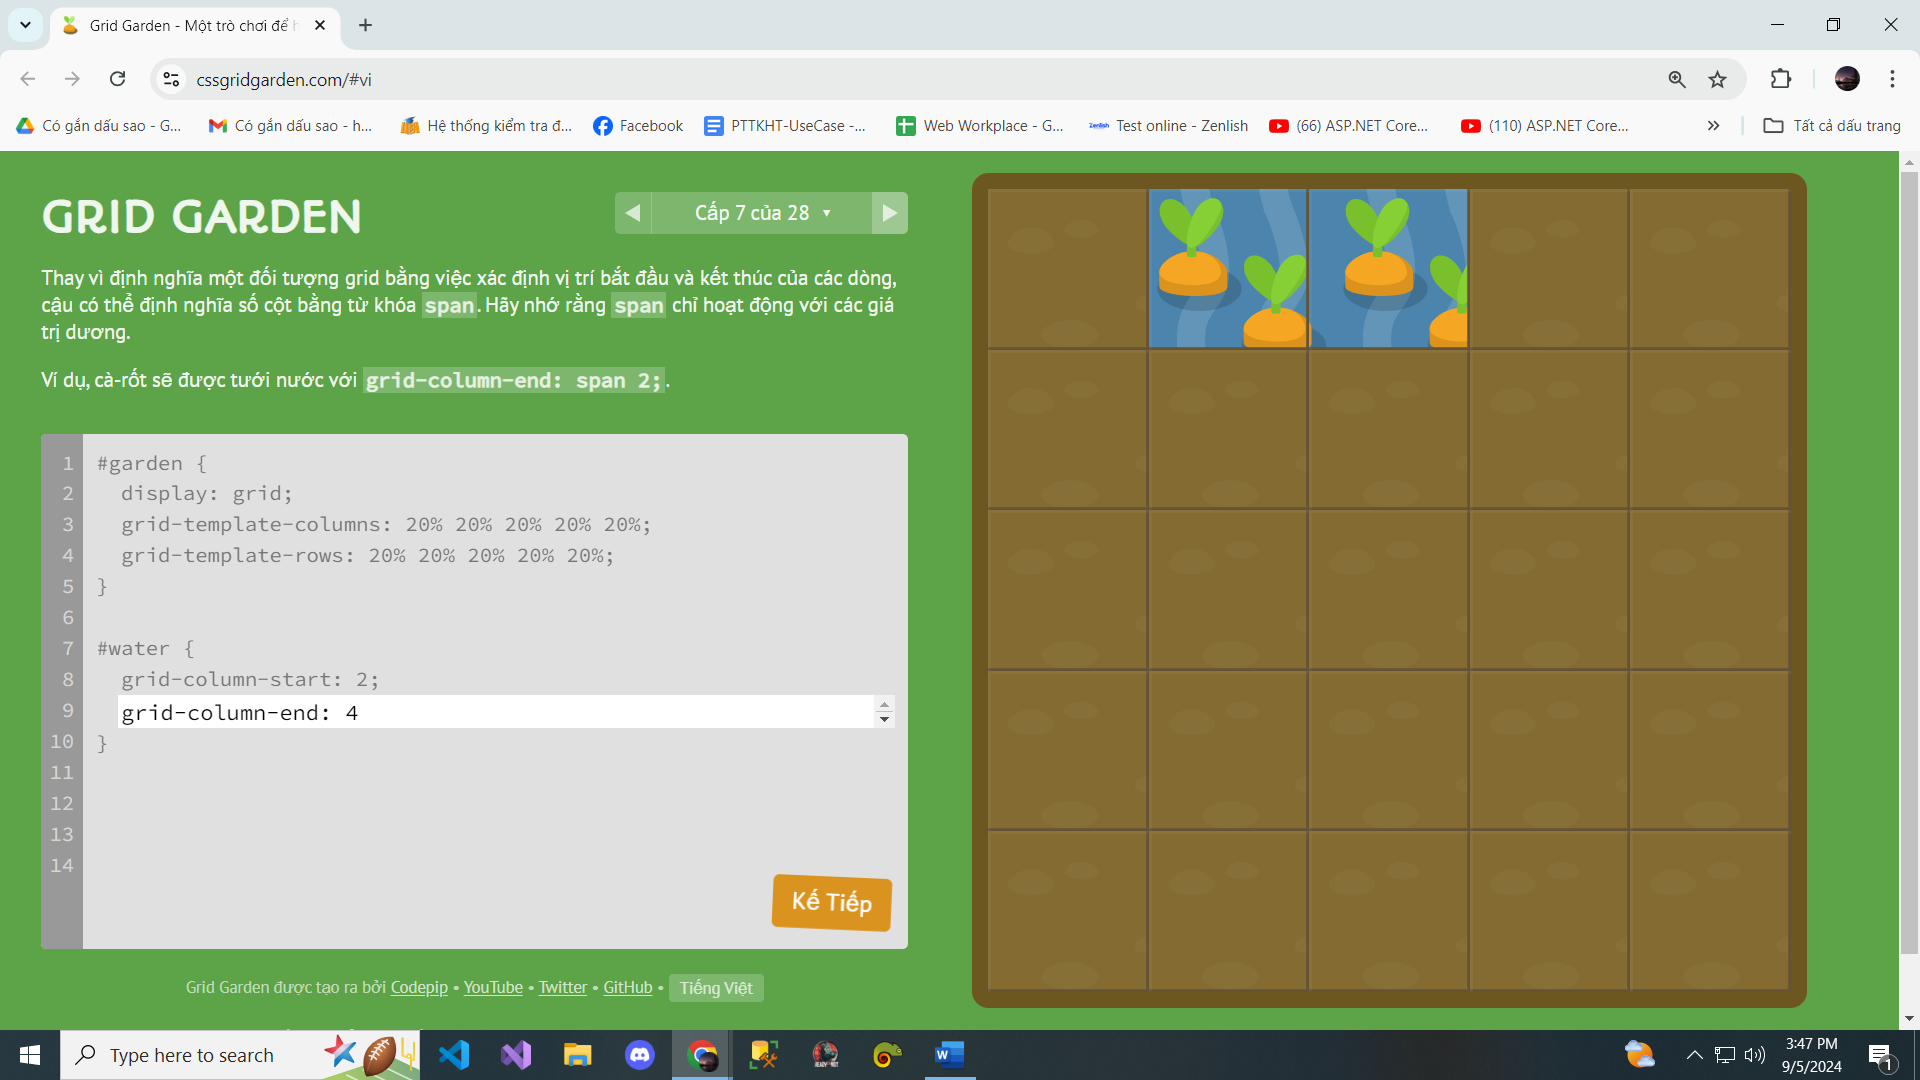 Grid Garden - Một trò chơi để h
cssgridgarden.com/#vi
Có gắn dấu sao - G...
Có gắn dấu sao - h...
Hệ thống kiểm tra đ...
Facebook
PTTKHT-UseCase -...
Web Workplace - G...
Test online - Zenlish
(66) ASP.NET Core...
(110) ASP.NET Core...
Tất cả dấu trang
GRID GARDEN
Cấp 7 của 28
Thay vì định nghĩa một đối tượng grid bằng việc xác định vị trí bắt đầu và kết thúc của các dòng,
cậu có thể định nghĩa số cột bằng từ khóa span. Hãy nhớ rằng span chỉ hoạt động với các giá
trị dương.
Ví dụ, cà-rốt sẽ được tưới nước với grid-column-end: span 2;.
1 #garden {
2 display: grid;
3 grid-template-columns: 20% 20% 20% 20% 20%;
4 grid-template-rows: 20% 20% 20% 20% 20%;
5 }
6
7 #water {
8 grid-column-start: 2;
9 grid-column-end: 4
10 }
11
12
13
14
Kế Tiếp
Grid Garden được tạo ra bởi Codepip • YouTube • Twitter • GitHub • Tiếng Việt
Type here to search
3:47 PM
9/5/2024
1